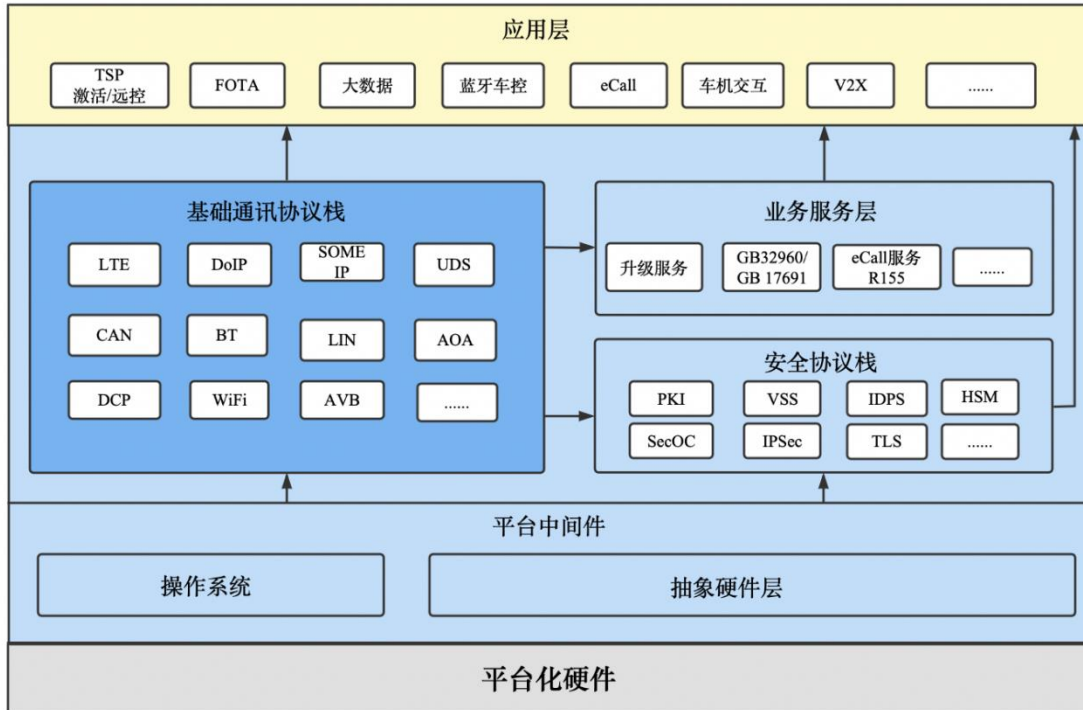 应用层
TSP
激活/远控
FOTA
大数据
蓝牙车控
eCall
车机交互
V2X
......
基础通讯协议栈
LTE
DoIP
SOME
IP
UDS
CAN
BT
LIN
AOA
DCP
WiFi
AVB
......
业务服务层
升级服务
GB32960/
GB 17691
eCall服务
R155
......
安全协议栈
PKI
VSS
IDPS
HSM
SecOC
IPSec
TLS
......
平台中间件
操作系统
抽象硬件层
平台化硬件